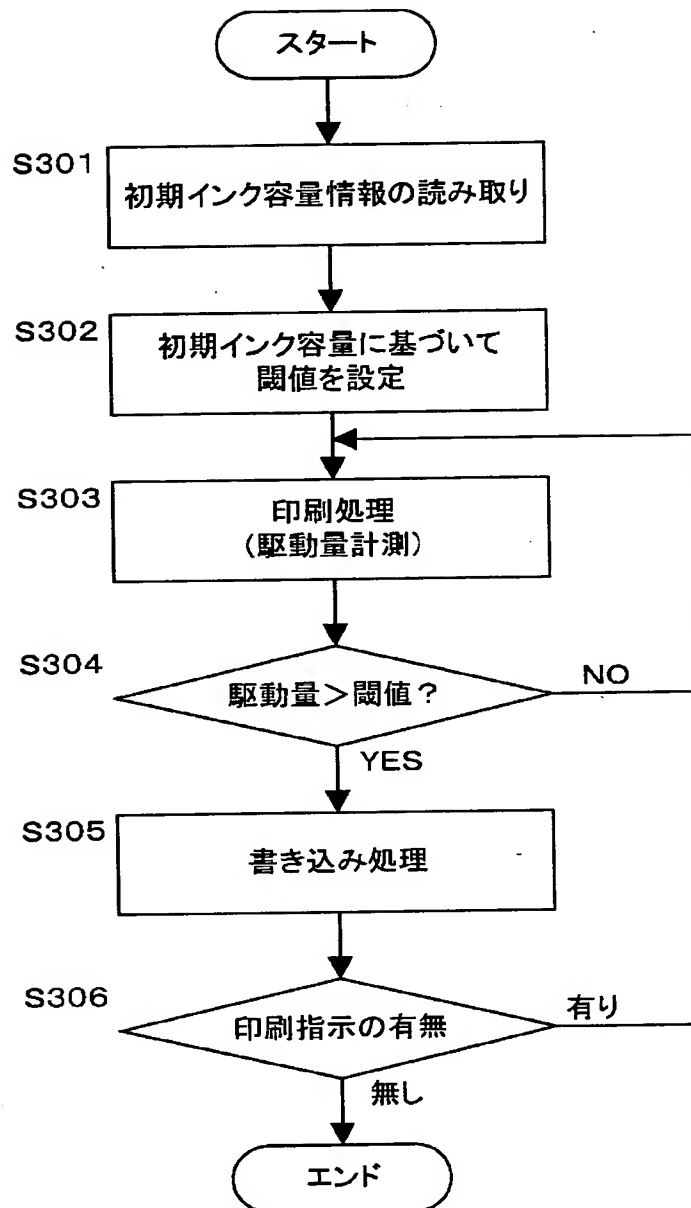 スタート
S301
初期インク容量情報の読み取り
S302
初期インク容量に基づいて
閾値を設定
S303
印刷処理
(駆動量計測)
S304
駆動量>閾値?
NO
YES
S305
書き込み処理
S306
印刷指示の有無
有り
無し
エンド